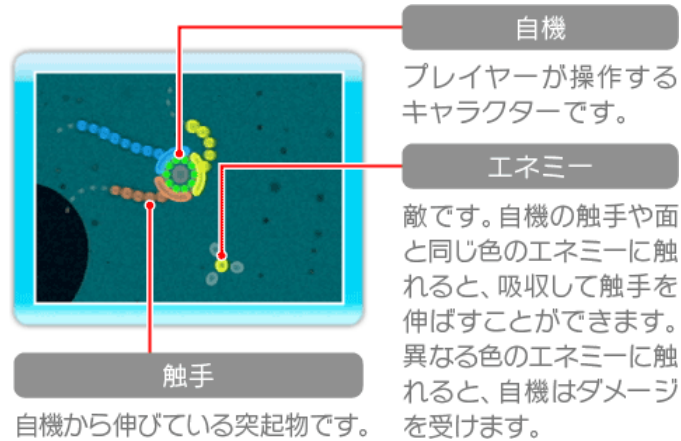 自機
プレイヤーが操作する
キャラクターです。
エネミー
敵です。自機の触手や面
と同じ色のエネミーに触
れると、吸収して触手を
伸ばすことができます。
異なる色のエネミーに触
れると、自機はダメージ
を受けます。
触手
自機から伸びている突起物です。